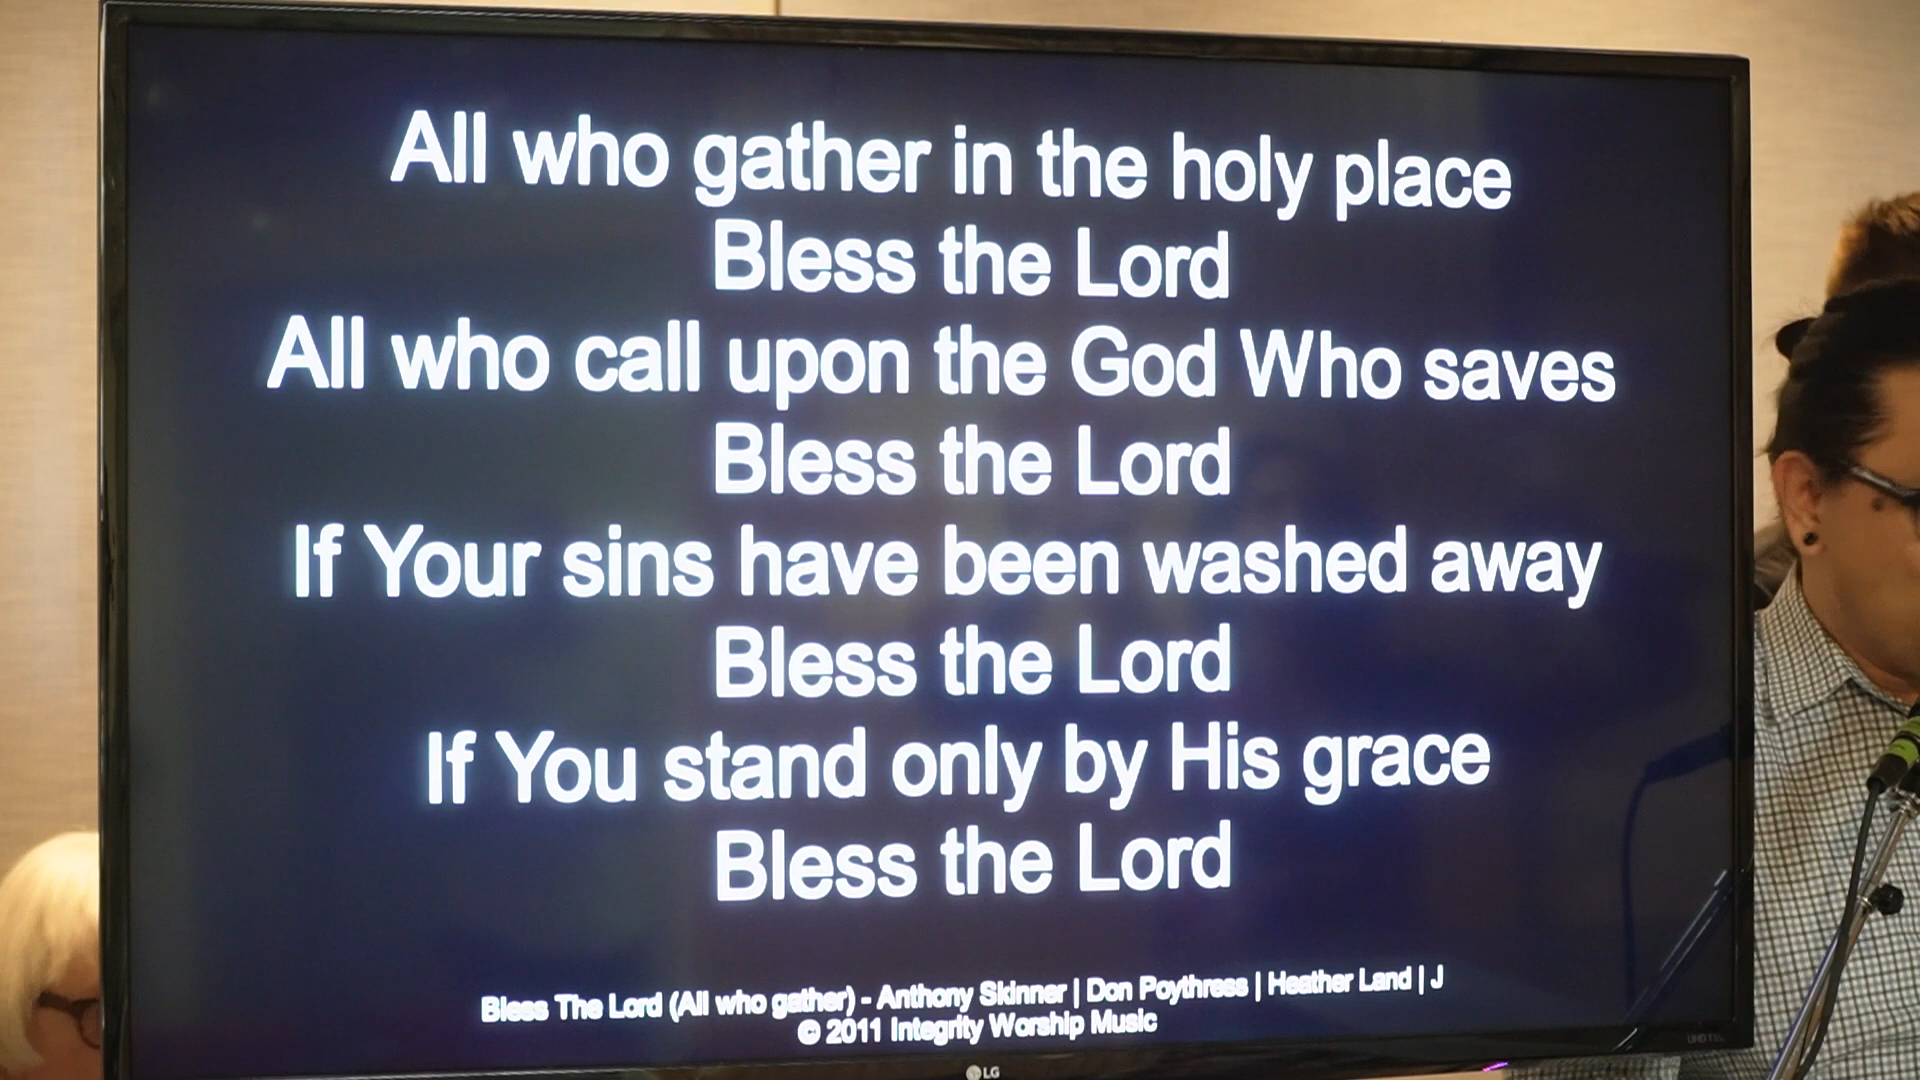 All who gather in the holy place
Bless the Lord
All who call upon the God Who saves
Bless the Lord
If Your sins have been washed away
Bless the Lord
If You stand only by His grace
Bless the Lord
Bless The Lord (All who gather) - Anthony Skinner | Don Poythress | Heather Land | J
© 2011 Integrity Worship Music
LG